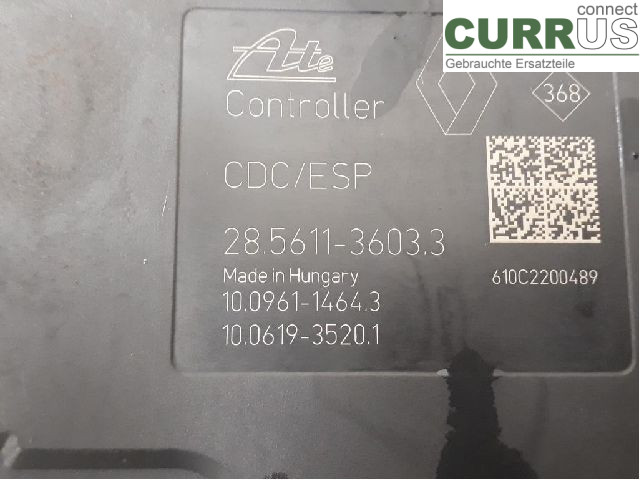 connect
CURRUS
Gebrauchte Ersatzteile
Ate
368
Controller
CDC/ESP
28.5611-3603.3
Made in Hungary
610C2200489
10.0961-1464.3
10.0619-3520.1